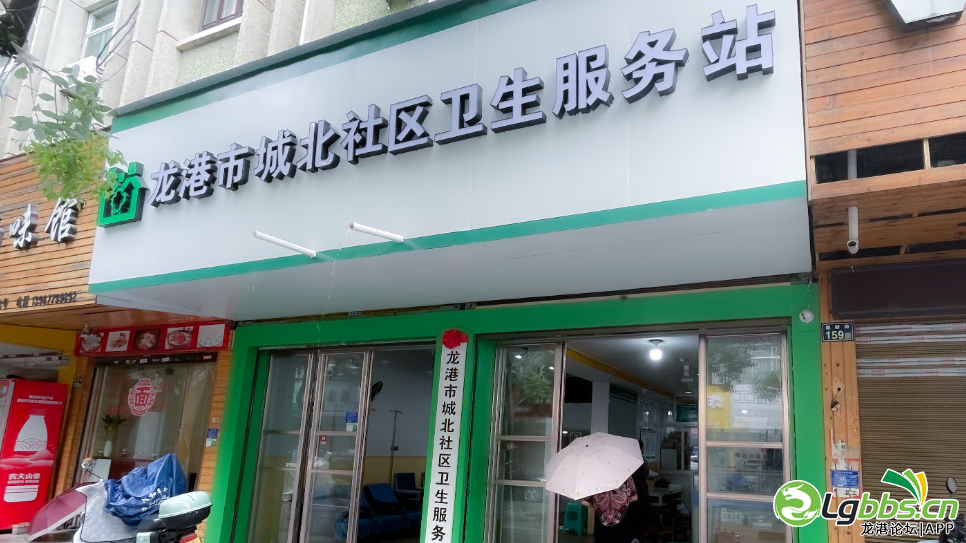 龙港市城北社区卫生服务站
味馆
龙港市城北社区卫生服务
159
农夫山泉
Lgbbs.cn
龙港论坛|APP